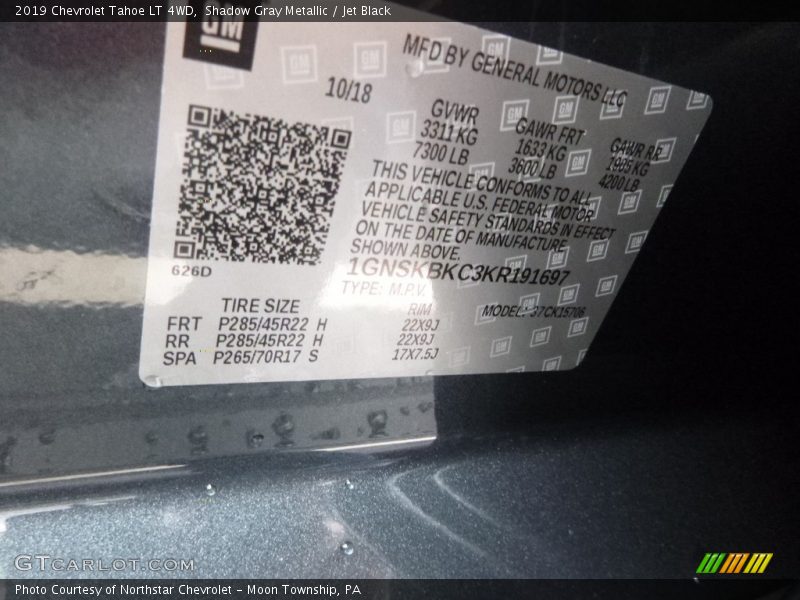 2019 Chevrolet Tahoe LT 4WD, Shadow Gray Metallic / Jet Black
GM
MFD BY GENERAL MOTORS LLC
10/18
GVWR GAWR FRT GAWR RR
3311 KG 1633 KG 1905 KG
7300 LB 3600 LB 4200 LB
THIS VEHICLE CONFORMS TO ALL
APPLICABLE U.S. FEDERAL MOTOR
VEHICLE SAFETY STANDARDS IN EFFECT
ON THE DATE OF MANUFACTURE
SHOWN ABOVE.
626D
1GNSKBKC3KR191697
TYPE: M.P.V. MODEL:
TIRE SIZE RIM
FRT P285/45R22 H 22X9J
RR P285/45R22 H 22X9J
SPA P265/70R17 S 17X7.5J
GTCARLOT.COM
Photo Courtesy of Northstar Chevrolet – Moon Township, PA